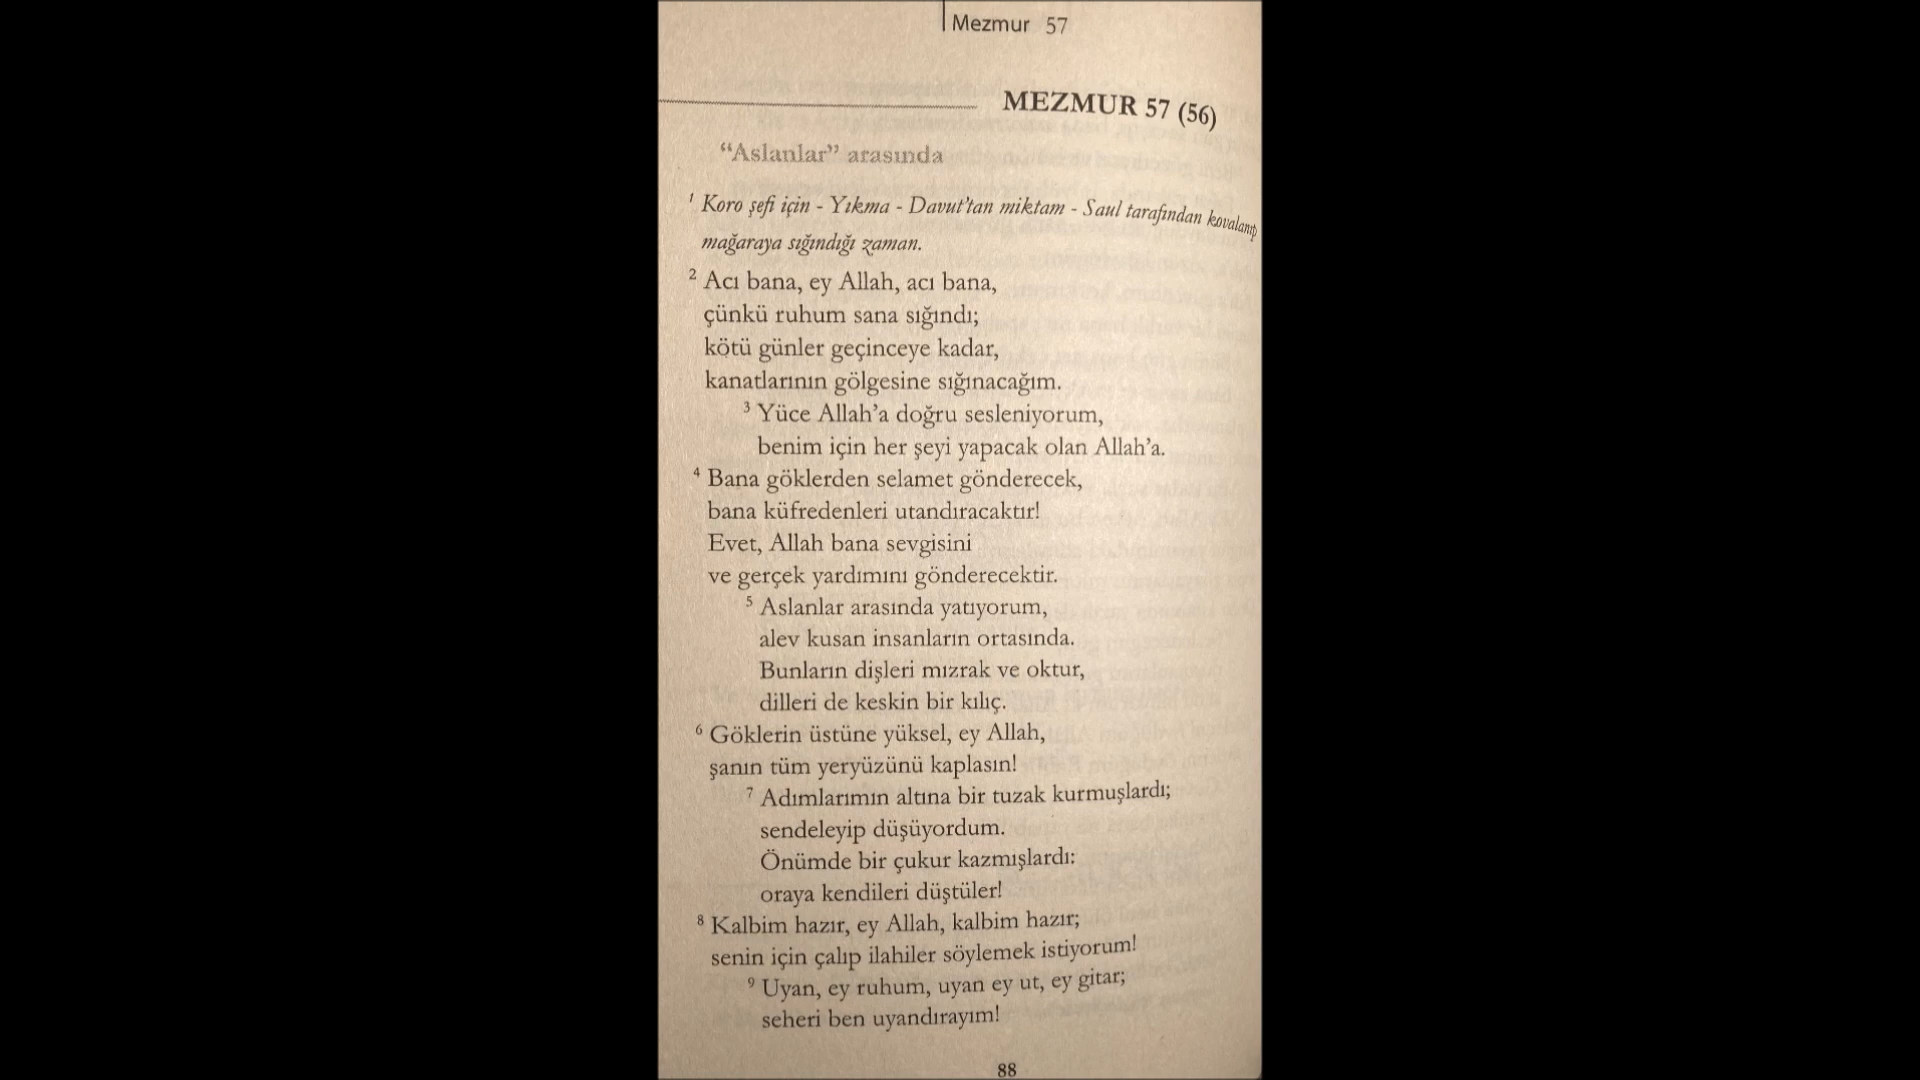 Mezmur 57
MEZMUR 57 (56)
“Aslanlar” arasında
1 Koro şefi için - Yıkma - Davut’tan miktam - Saul tarafından kovalanıp
mağaraya sığındığı zaman.
2 Acı bana, ey Allah, acı bana,
çünkü ruhum sana sığındı;
kötü günler geçinceye kadar,
kanatlarının gölgesine sığınacağım.
3 Yüce Allah’a doğru sesleniyorum,
benim için her şeyi yapacak olan Allah’a.
4 Bana göklerden selamet gönderecek,
bana küfredenleri utandıracaktır!
Evet, Allah bana sevgisini
ve gerçek yardımını gönderecektir.
5 Aslanlar arasında yatıyorum,
alev kusan insanların ortasında.
Bunların dişleri mızrak ve oktur,
dilleri de keskin bir kılıç.
6 Göklerin üstüne yüksel, ey Allah,
şanın tüm yeryüzünü kaplasın!
7 Adımlarımın altına bir tuzak kurmuşlardı;
sendeleyip düşüyordum.
Önümde bir çukur kazmışlardı:
oraya kendileri düştüler!
8 Kalbim hazır, ey Allah, kalbim hazır;
senin için çalıp ilahiler söylemek istiyorum!
9 Uyan, ey ruhum, uyan ey ut, ey gitar;
seheri ben uyandırayım!
88